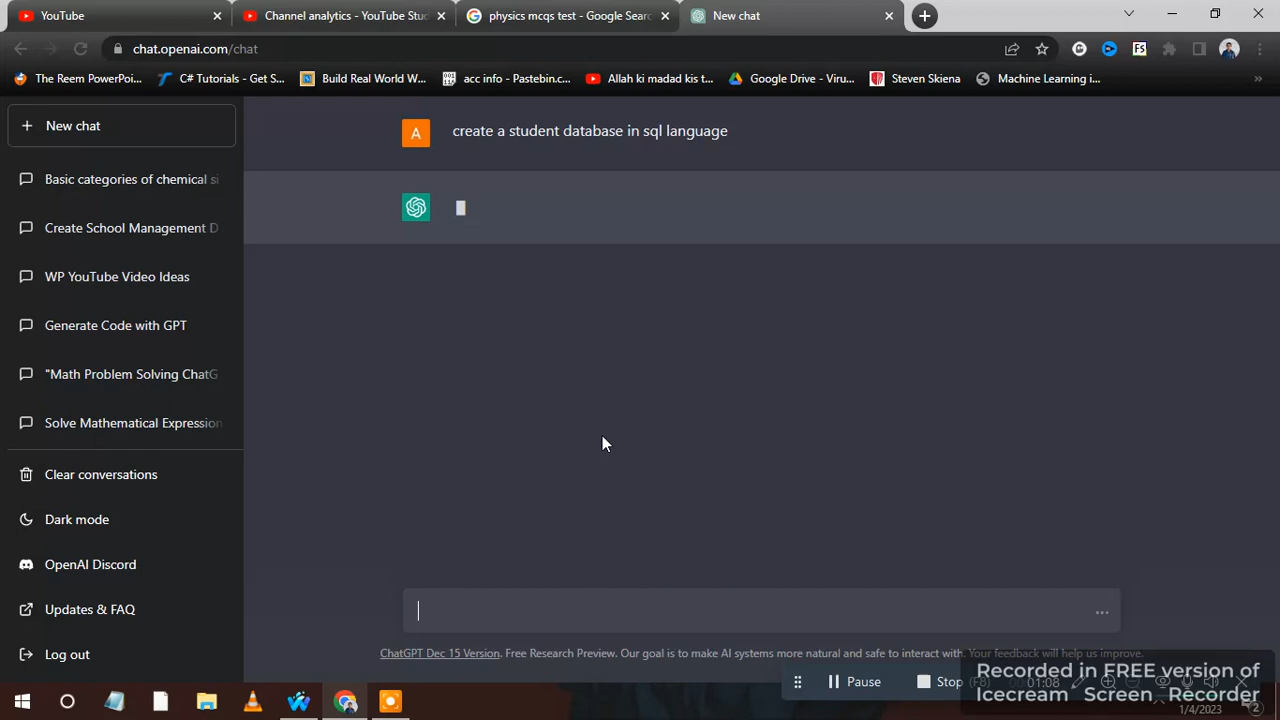 YouTube
Channel analytics - YouTube Stud
physics mcqs test - Google Searc
New chat
chat.openai.com/chat
The Reem PowerPoi...
C# Tutorials - Get S...
Build Real World W...
acc info - Pastebin.c...
Allah ki madad kis t...
Google Drive - Viru...
Steven Skiena
Machine Learning i...
New chat
Basic categories of chemical si
Create School Management D
WP YouTube Video Ideas
Generate Code with GPT
"Math Problem Solving ChatG
Solve Mathematical Expression
Clear conversations
Dark mode
OpenAI Discord
Updates & FAQ
Log out
A
create a student database in sql language
ChatGPT Dec 15 Version. Free Research Preview. Our goal is to make AI systems more natural and safe to interact with. Your feedback will help us improve.
Pause
Stop (F8)
00:01:08
Recorded in FREE version of
Icecream Screen Recorder
1/4/2023
2